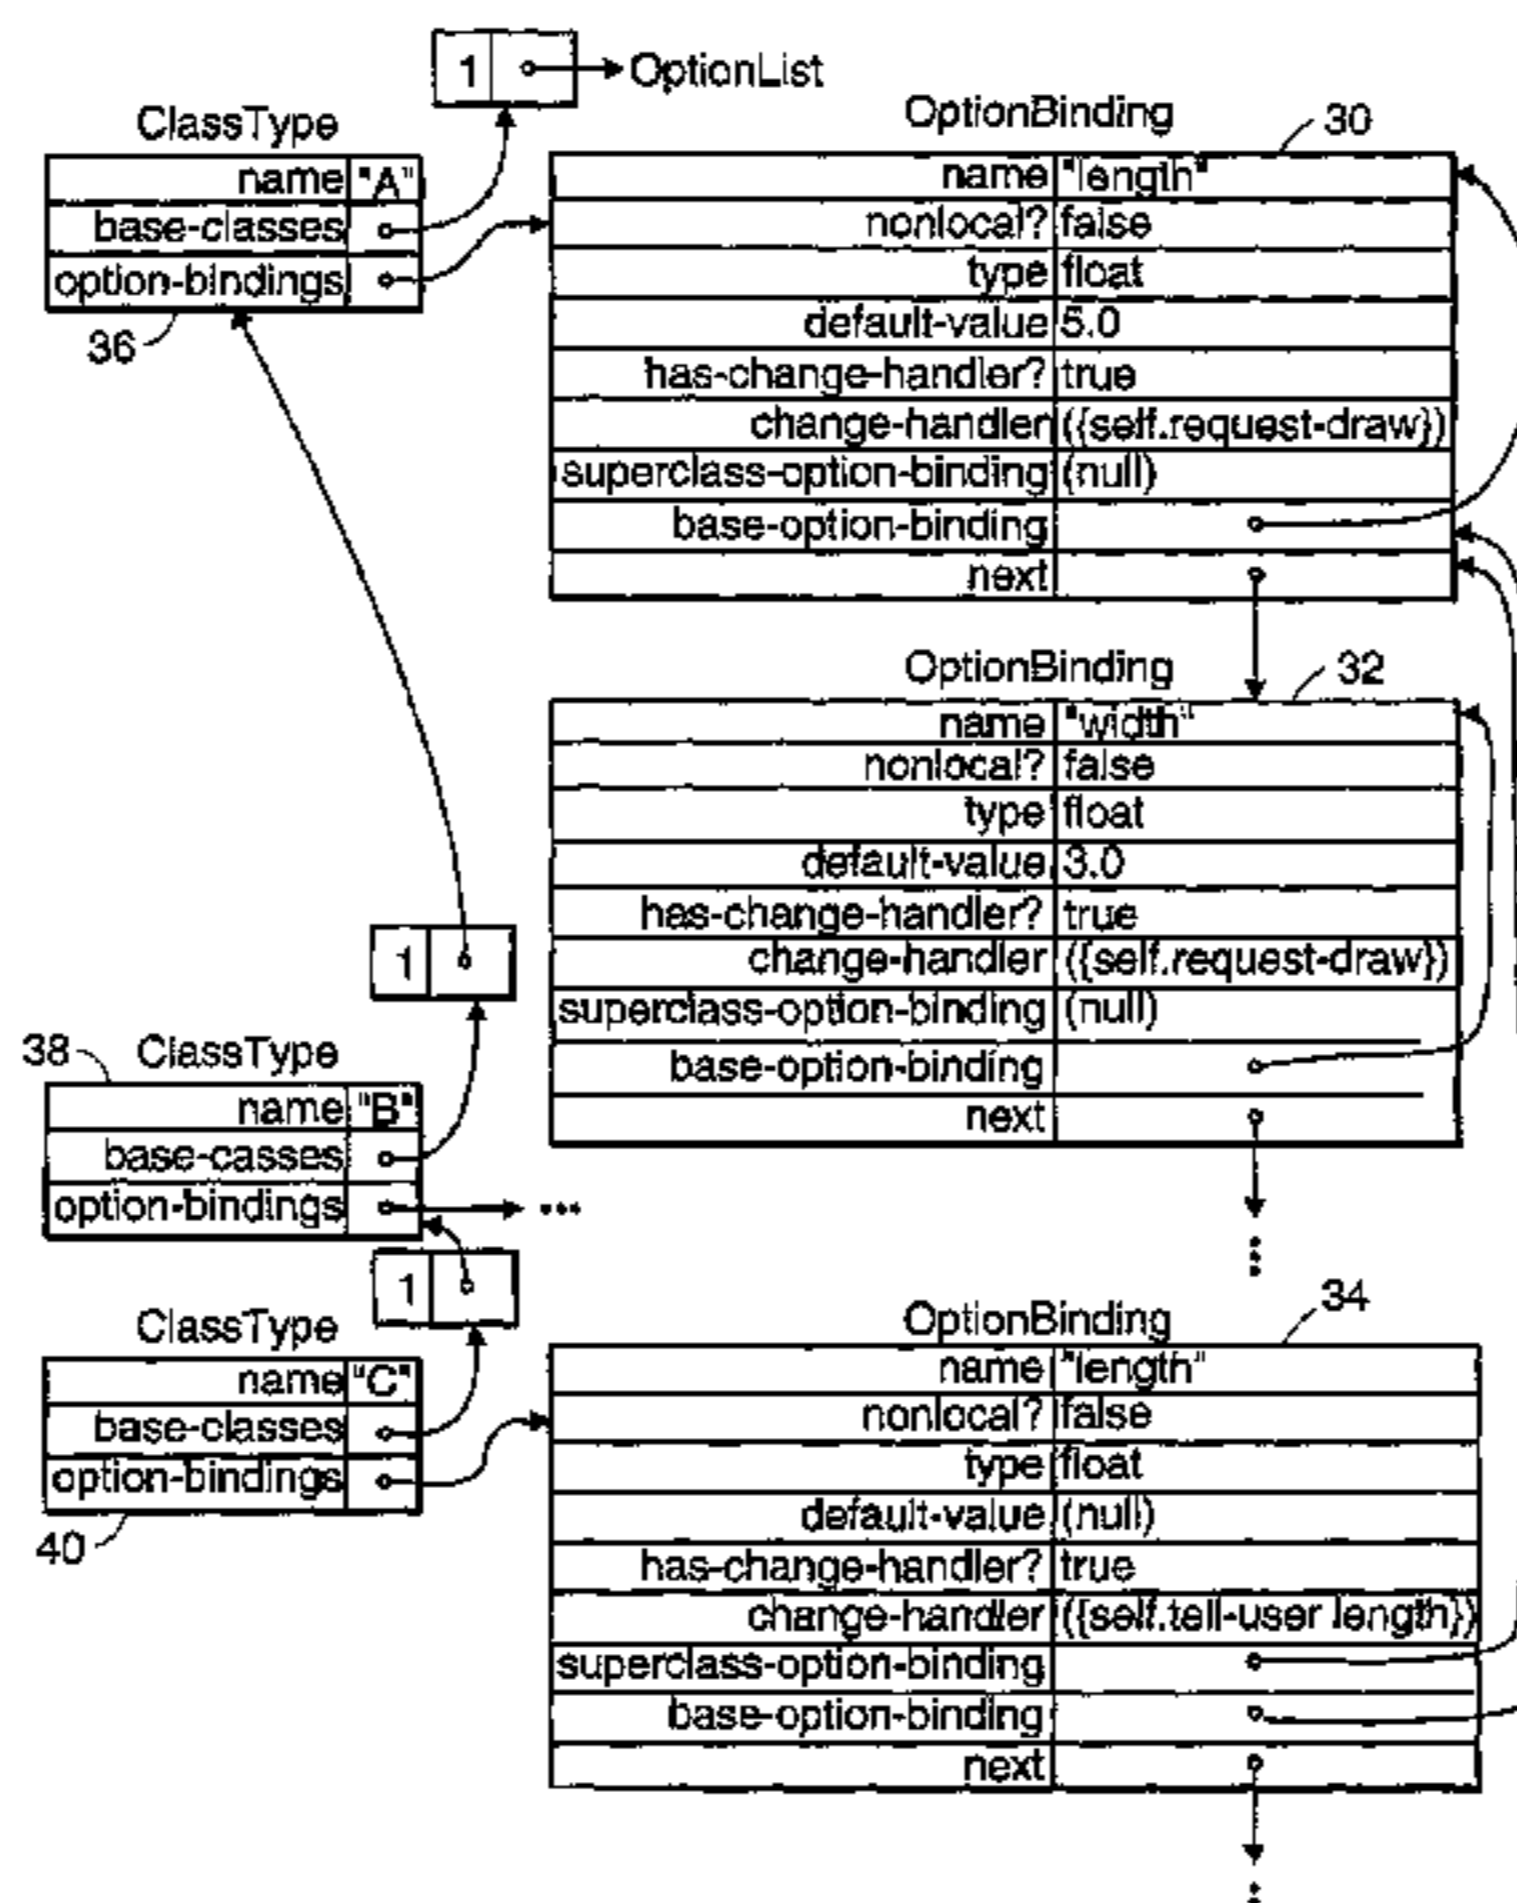 1 OptionList
ClassType
name "A"
base-classes
option-bindings
36
OptionBinding 30
name "length"
nonlocal? false
type float
default-value 5.0
has-change-handler? true
change-handler ({self.request-draw})
superclass-option-binding (null)
base-option-binding
next
OptionBinding 32
name "width"
nonlocal? false
type float
default-value 3.0
has-change-handler? true
change-handler ({self.request-draw})
superclass-option-binding (null)
base-option-binding
next
1
38 ClassType
name "B"
base-casses
option-bindings ...
1
ClassType
name "C"
base-classes
option-bindings
40
OptionBinding 34
name "length"
nonlocal? false
type float
default-value (null)
has-change-handler? true
change-handler ({self.tell-user length})
superclass-option-binding
base-option-binding
next